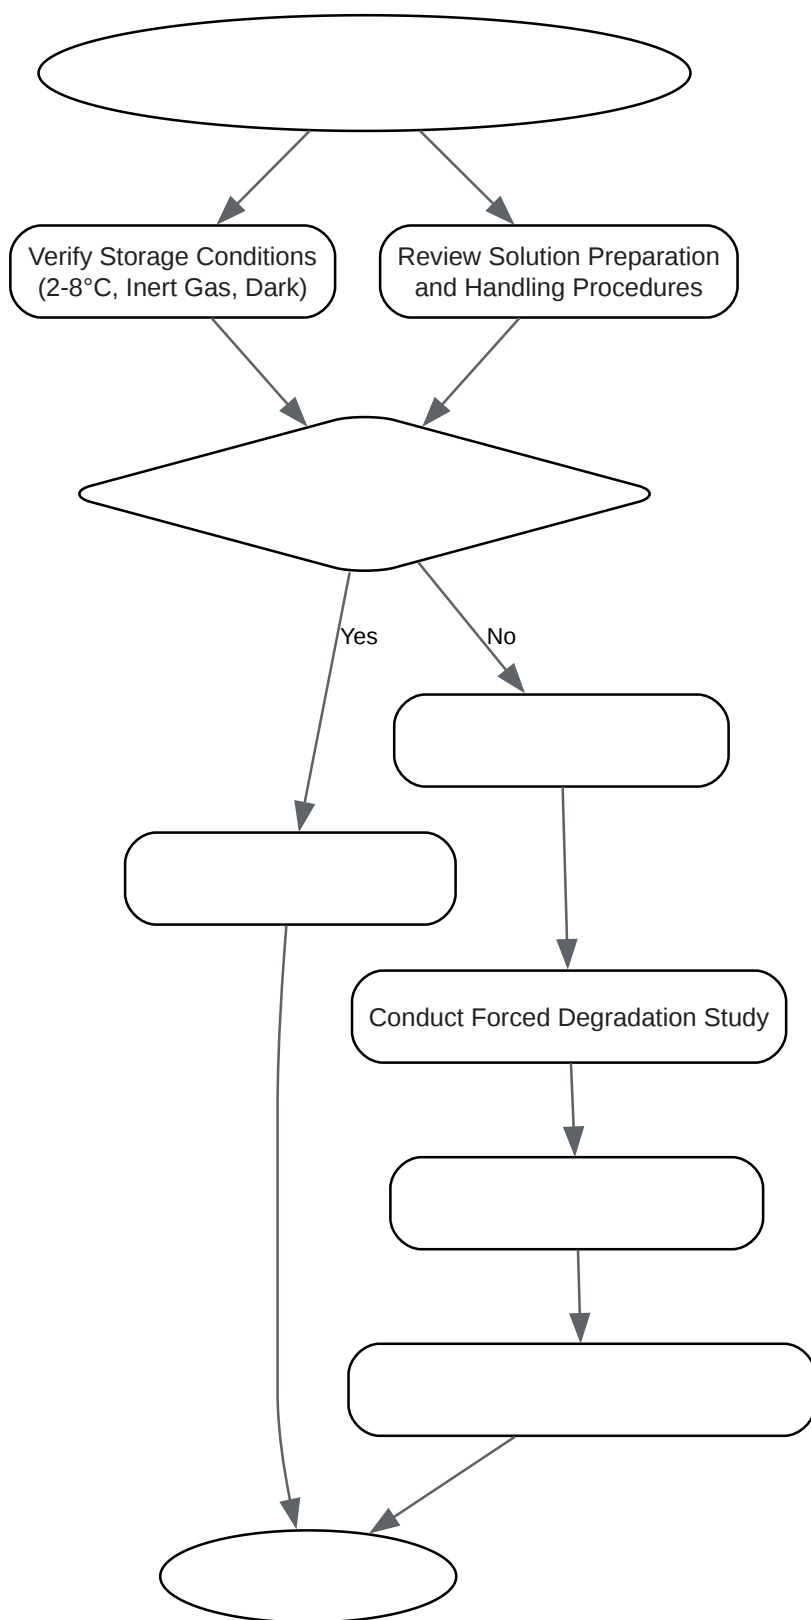 Verify Storage Conditions
(2-8°C, Inert Gas, Dark)
Review Solution Preparation
and Handling Procedures
Yes
No
Conduct Forced Degradation Study